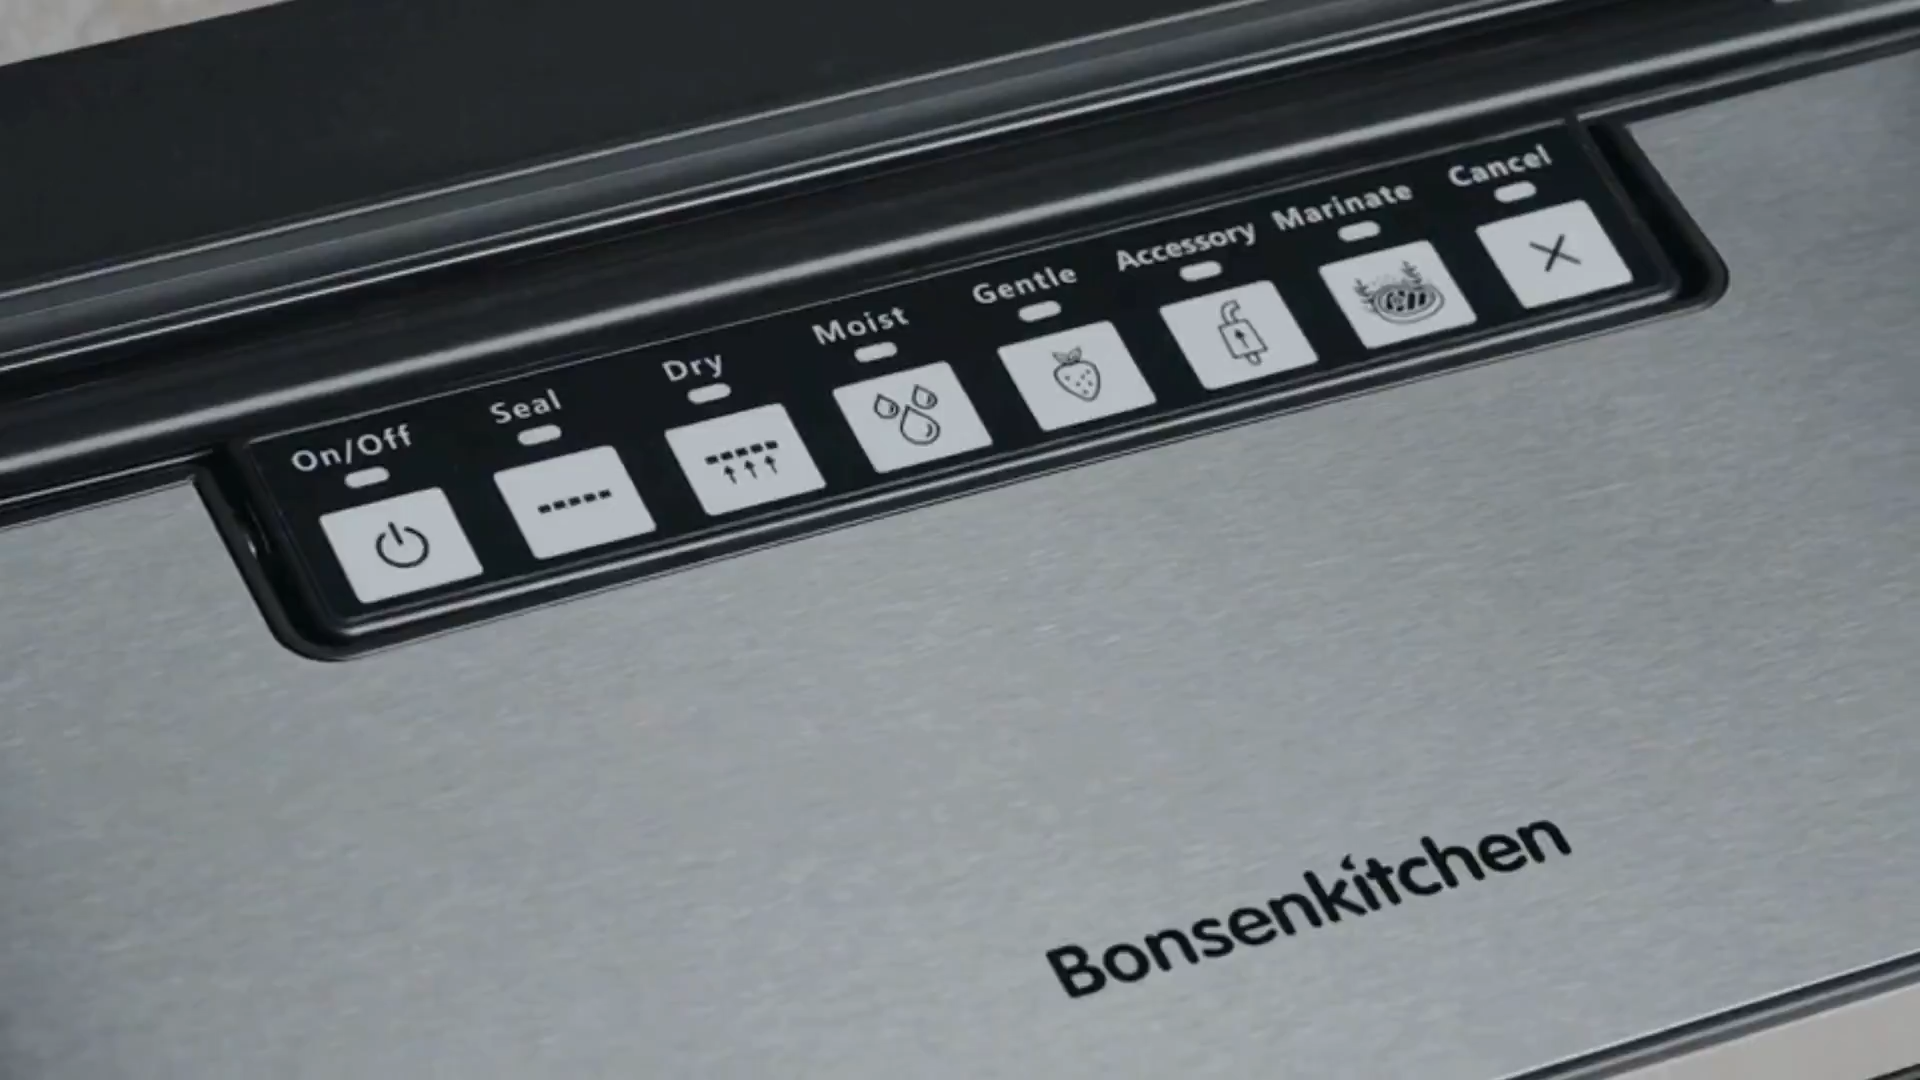 On/Off
Seal
Dry
Moist
Gentle
Accessory
Marinate
Cancel
Bonsenkitchen